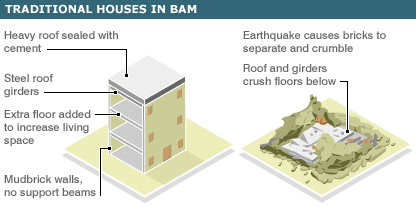 TRADITIONAL HOUSES IN BAM
Heavy roof sealed with
cement
Steel roof
girders
Extra floor added
to increase living
space
Mudbrick walls,
no support beams
Earthquake causes bricks to
separate and crumble
Roof and girders
crush floors below